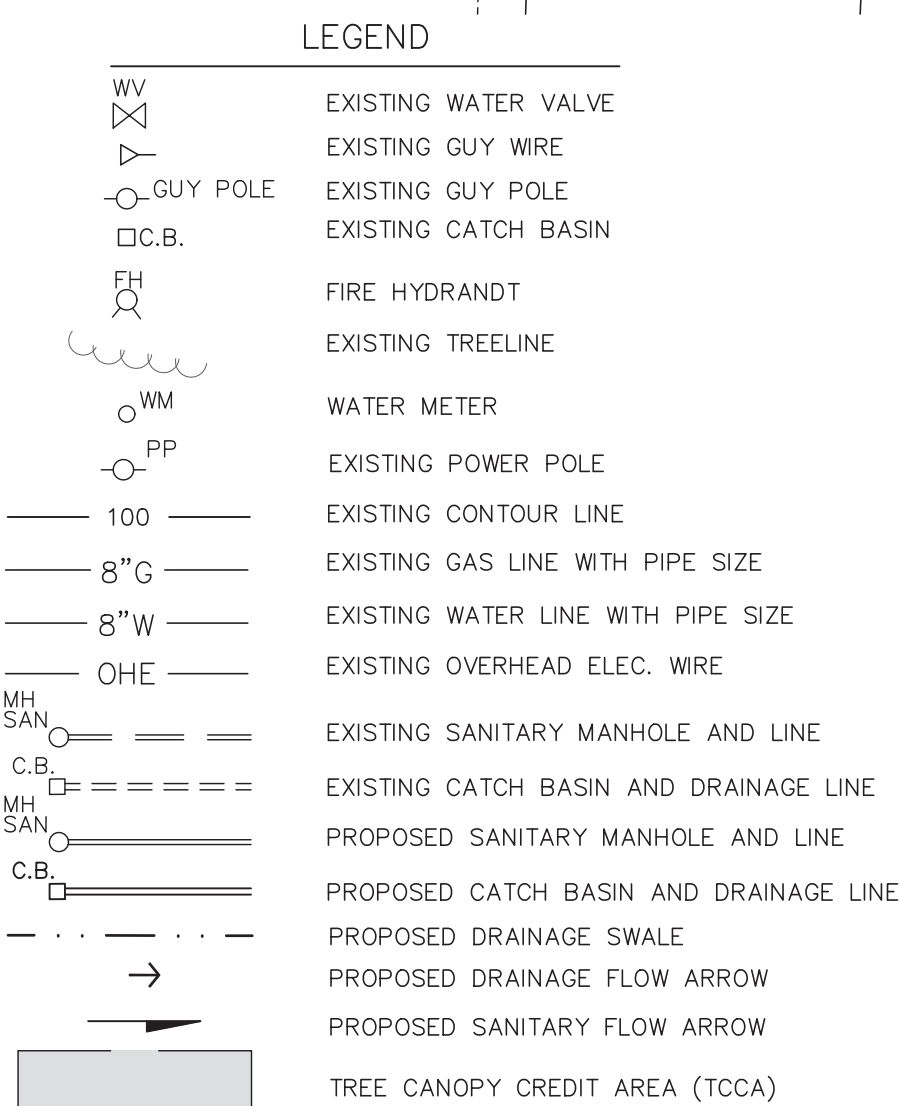 LEGEND
WV
EXISTING WATER VALVE
EXISTING GUY WIRE
GUY POLE EXISTING GUY POLE
C.B. EXISTING CATCH BASIN
FH
FIRE HYDRANDT
EXISTING TREELINE
WM WATER METER
PP
EXISTING POWER POLE
100 EXISTING CONTOUR LINE
8"G EXISTING GAS LINE WITH PIPE SIZE
8"W EXISTING WATER LINE WITH PIPE SIZE
OHE EXISTING OVERHEAD ELEC. WIRE
MH
SAN EXISTING SANITARY MANHOLE AND LINE
C.B. EXISTING CATCH BASIN AND DRAINAGE LINE
MH
SAN PROPOSED SANITARY MANHOLE AND LINE
C.B. PROPOSED CATCH BASIN AND DRAINAGE LINE
PROPOSED DRAINAGE SWALE
PROPOSED DRAINAGE FLOW ARROW
PROPOSED SANITARY FLOW ARROW
TREE CANOPY CREDIT AREA (TCCA)